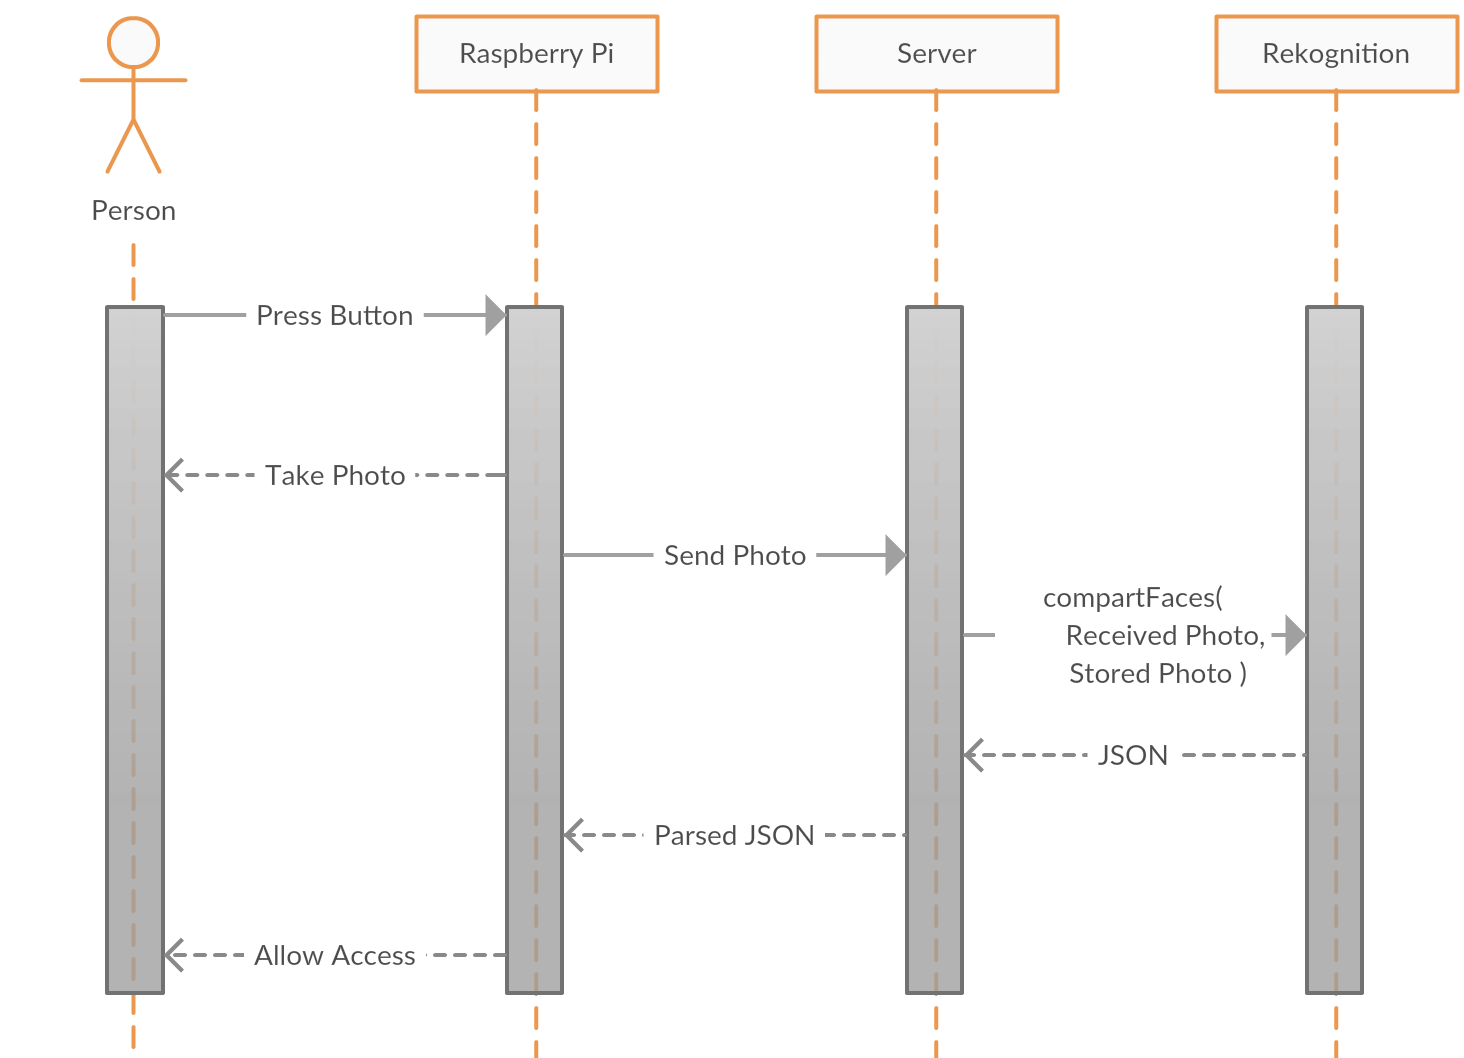 Raspberry Pi
Server
Rekognition
Person
Press Button
Take Photo
Send Photo
compartFaces(
Received Photo,
Stored Photo )
JSON
Parsed JSON
Allow Access